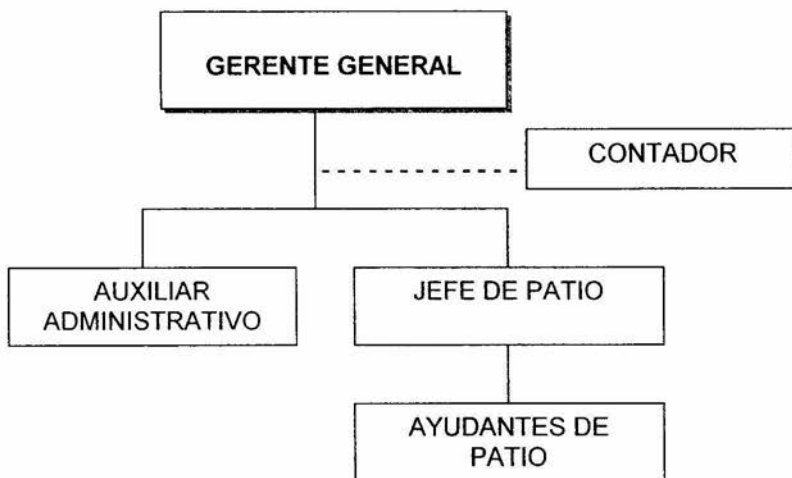 GERENTE GENERAL
CONTADOR
AUXILIAR
ADMINISTRATIVO
JEFE DE PATIO
AYUDANTES DE
PATIO